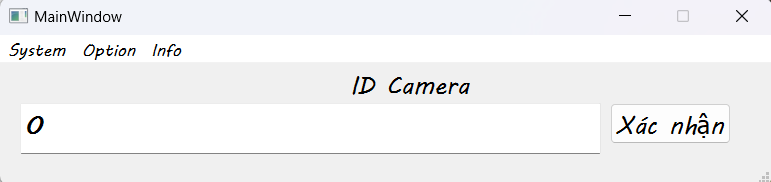 MainWindow
System Option Info
ID Camera
0 Xác nhận